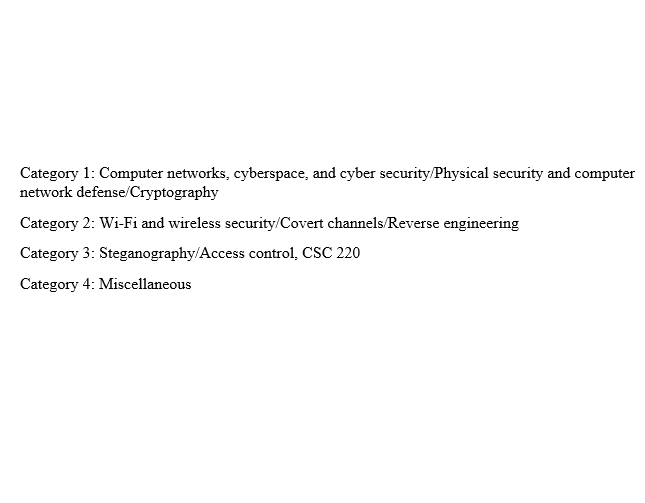 Category 1: Computer networks, cyberspace, and cyber security/Physical security and computer
network defense/Cryptography
Category 2: Wi-Fi and wireless security/Covert channels/Reverse engineering
Category 3: Steganography/Access control, CSC 220
Category 4: Miscellaneous